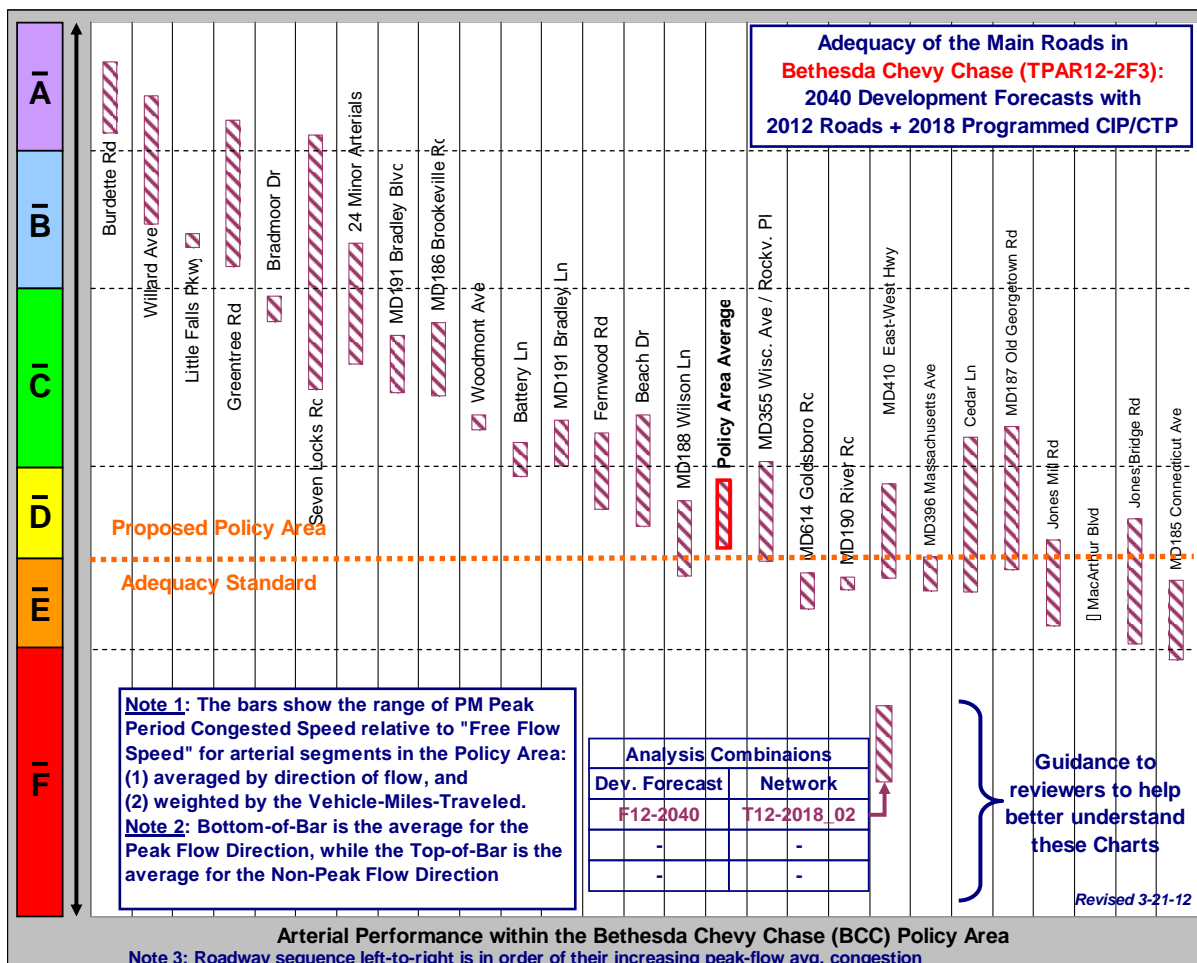 Adequacy of the Main Roads in
Bethesda Chevy Chase (TPAR12-2F3):
2040 Development Forecasts with
2012 Roads + 2018 Programmed CIP/CTP
A
B
C
D
E
F
Burdette Rd
Willard Ave
Little Falls Pkwy
Greentree Rd
Bradmoor Dr
Seven Locks Rd
24 Minor Arterials
MD191 Bradley Blvd
MD186 Brookeville Rd
Woodmont Ave
Battery Ln
MD191 Bradley Ln
Fernwood Rd
Beach Dr
MD188 Wilson Ln
Policy Area Average
MD355 Wisc. Ave / Rockv. Pl
MD614 Goldsboro Rd
MD190 River Rd
MD410 East-West Hwy
MD396 Massachusetts Ave
Cedar Ln
MD187 Old Georgetown Rd
Jones Mill Rd
[] MacArthur Blvd
Jones Bridge Rd
MD185 Connecticut Ave
Proposed Policy Area
Adequacy Standard
Note 1: The bars show the range of PM Peak
Period Congested Speed relative to "Free Flow
Speed" for arterial segments in the Policy Area:
(1) averaged by direction of flow, and
(2) weighted by the Vehicle-Miles-Traveled.
Note 2: Bottom-of-Bar is the average for the
Peak Flow Direction, while the Top-of-Bar is the
average for the Non-Peak Flow Direction
Analysis Combinaions
Dev. Forecast Network
F12-2040 T12-2018_02
- -
- -
Guidance to
reviewers to help
better understand
these Charts
Revised 3-21-12
Arterial Performance within the Bethesda Chevy Chase (BCC) Policy Area
Note 3: Roadway sequence left-to-right is in order of their increasing peak-flow avg. congestion